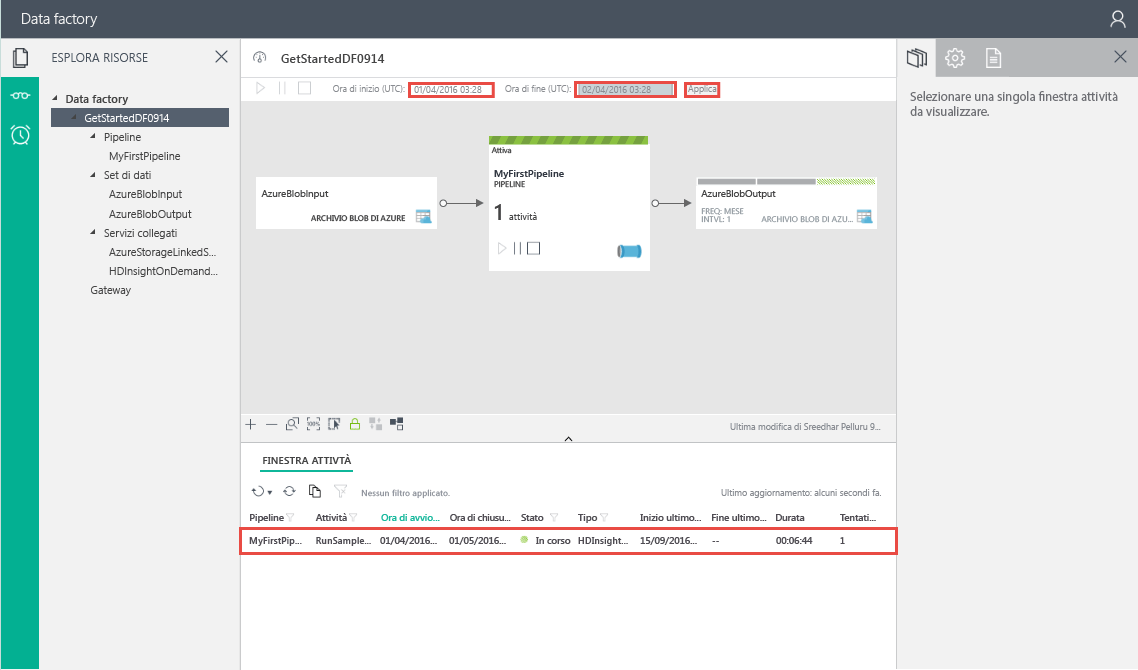 Data factory
ESPLORA RISORSE
Data factory
GetStartedDF0914
Pipeline
MyFirstPipeline
Set di dati
AzureBlobInput
AzureBlobOutput
Servizi collegati
AzureStorageLinkedS...
HDInsightOnDemand...
Gateway
GetStartedDF0914
Ora di inizio (UTC): 01/04/2016 03:28 Ora di fine (UTC): 02/04/2016 03:28 Applica
AzureBlobInput
ARCHIVIO BLOB DI AZURE
Attiva
MyFirstPipeline
PIPELINE
1 attività
AzureBlobOutput
FREQ: MESE
INTVL: 1 ARCHIVIO BLOB DI AZU...
100%
Ultima modifica di Sreedhar Pelluru 9...
FINESTRA ATTIVTÀ
Nessun filtro applicato.
Ultimo aggiornamento: alcuni secondi fa.
Pipeline Attività Ora di avvio... Ora di chiusu... Stato Tipo Inizio ultimo... Fine ultimo... Durata Tentati...
MyFirstPip... RunSample... 01/04/2016... 01/05/2016... In corso HDInsight... 15/09/2016... -- 00:06:44 1
Selezionare una singola finestra attività
da visualizzare.